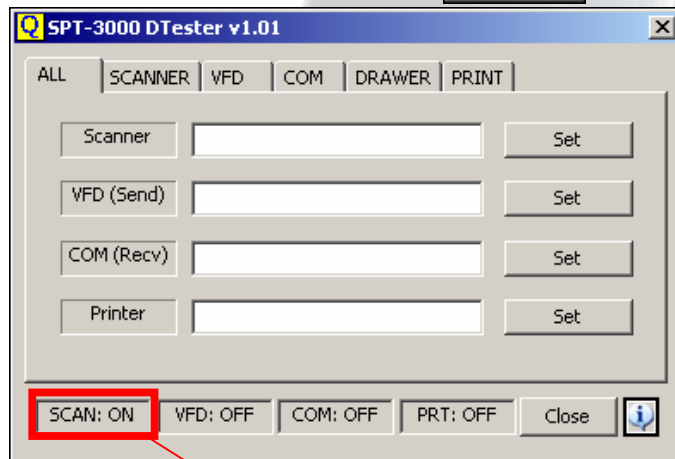 Q SPT-3000 DTester v1.01
ALL SCANNER VFD COM DRAWER PRINT
Scanner Set
VFD (Send) Set
COM (Recv) Set
Printer Set
SCAN: ON VFD: OFF COM: OFF PRT: OFF Close